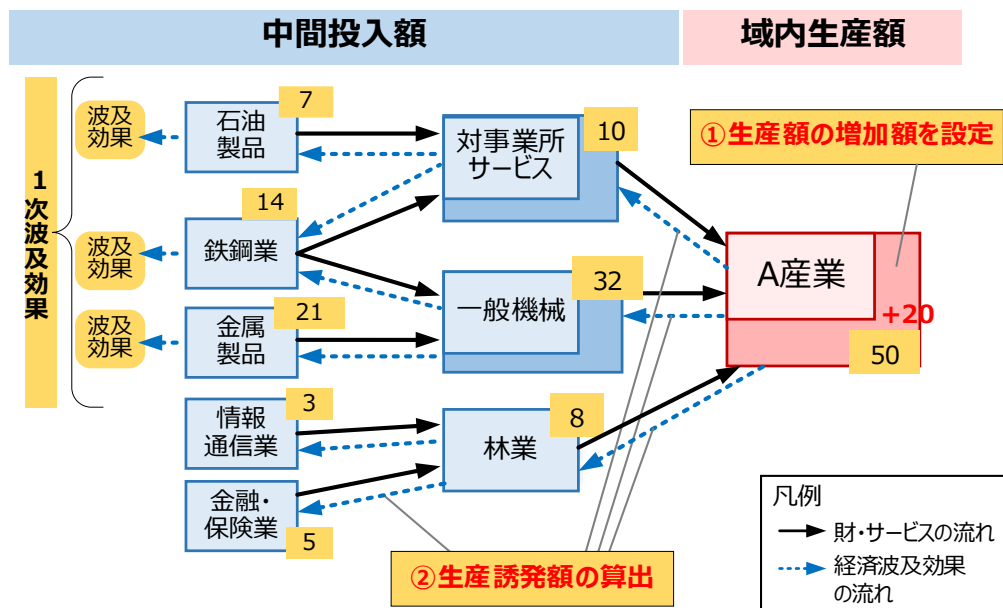 中間投入額
域内生産額
1次波及効果
波及
効果
石油
製品
7
対事業所
サービス
10
①生産額の増加額を設定
波及
効果
鉄鋼業
14
A産業
+20
50
一般機械
32
波及
効果
金属
製品
21
情報
通信業
3
林業
8
金融・
保険業
5
②生産誘発額の算出
凡例
財・サービスの流れ
経済波及効果
の流れ